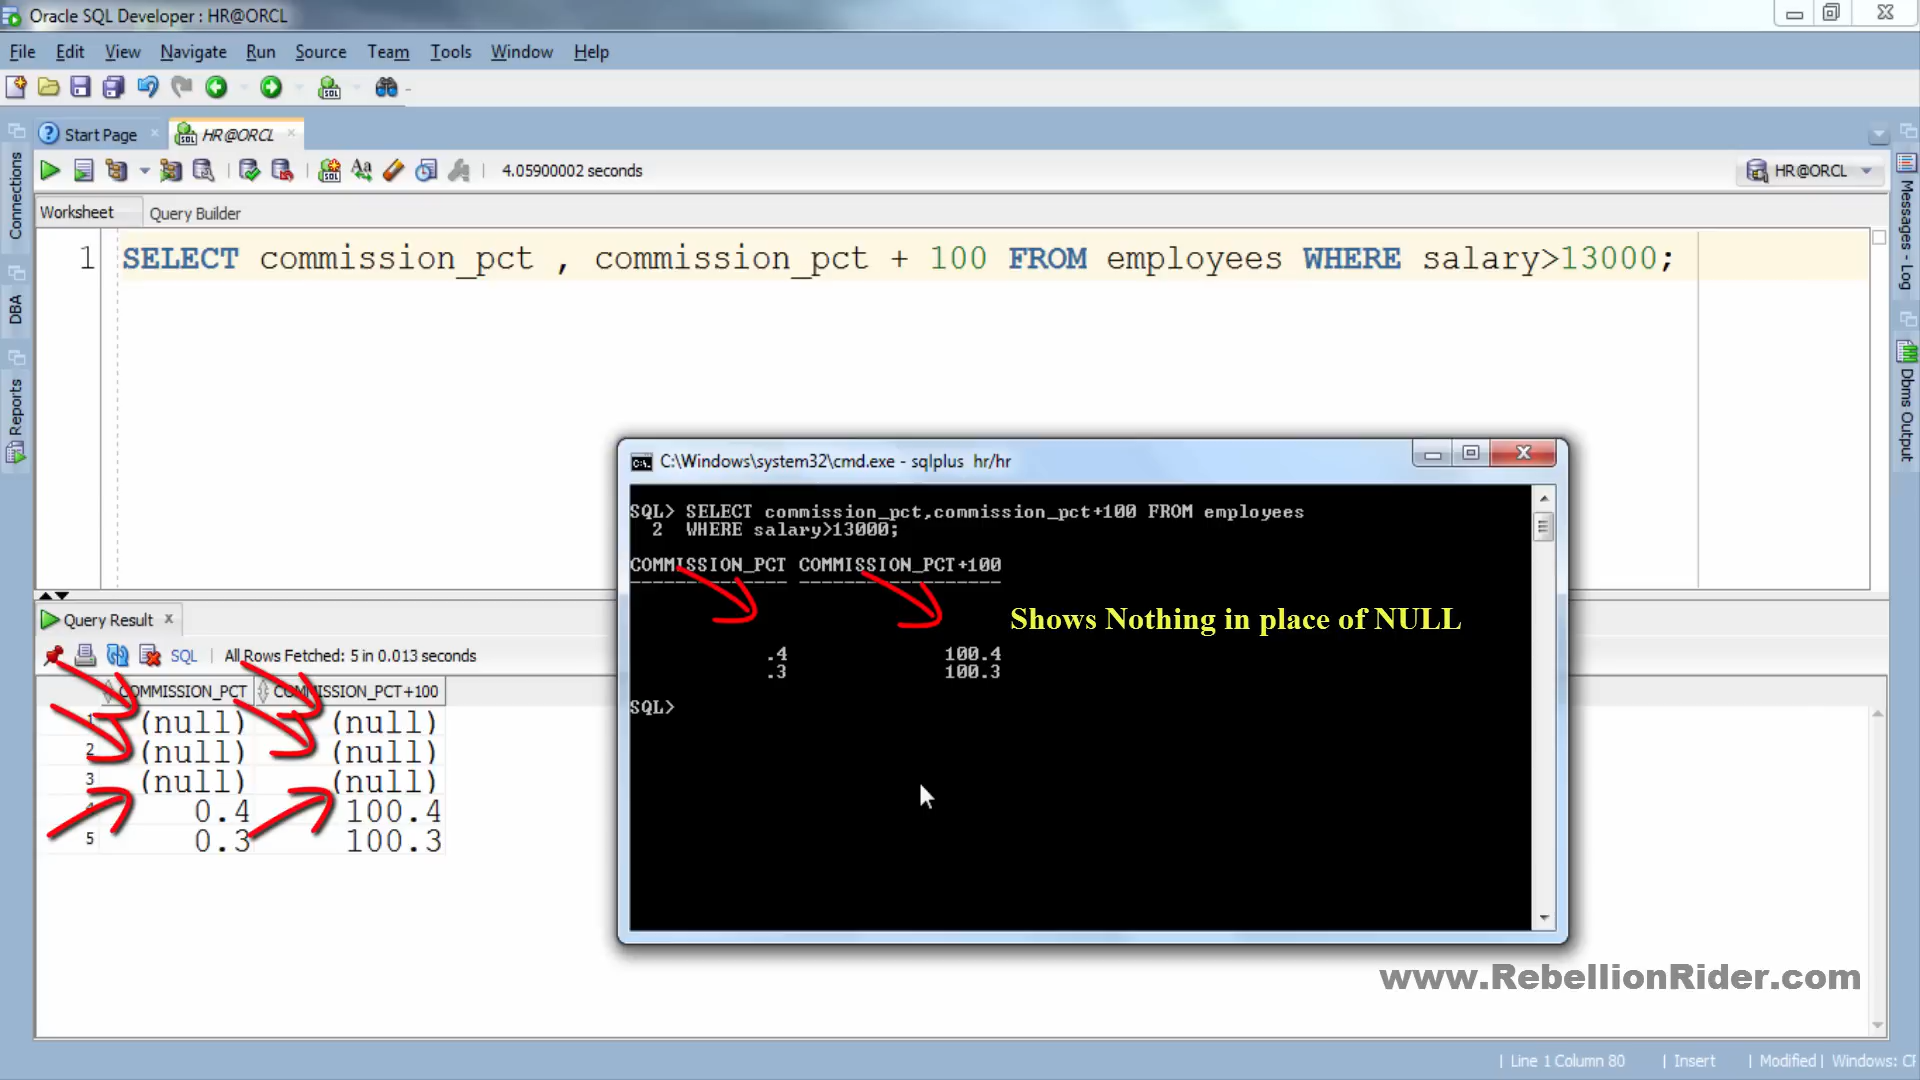 Oracle SQL Developer : HR@ORCL
File Edit View Navigate Run Source Team Tools Window Help
Start Page HR@ORCL
4.05900002 seconds
HR@ORCL
Worksheet Query Builder
1 SELECT commission_pct , commission_pct + 100 FROM employees WHERE salary>13000;
Connections
DBA
Reports
Messages - Log
Dbms Output
C:\Windows\system32\cmd.exe - sqlplus hr/hr
SQL> SELECT commission_pct,commission_pct+100 FROM employees
2 WHERE salary>13000;
COMMISSION_PCT COMMISSION_PCT+100
-------------- ------------------
Shows Nothing in place of NULL
.4 100.4
.3 100.3
SQL>
Query Result
SQL | All Rows Fetched: 5 in 0.013 seconds
COMMISSION_PCT COMMISSION_PCT+100
1 (null) (null)
2 (null) (null)
3 (null) (null)
4 0.4 100.4
5 0.3 100.3
www.RebellionRider.com
| Line 1 Column 80 | Insert | Modified | Windows: CF